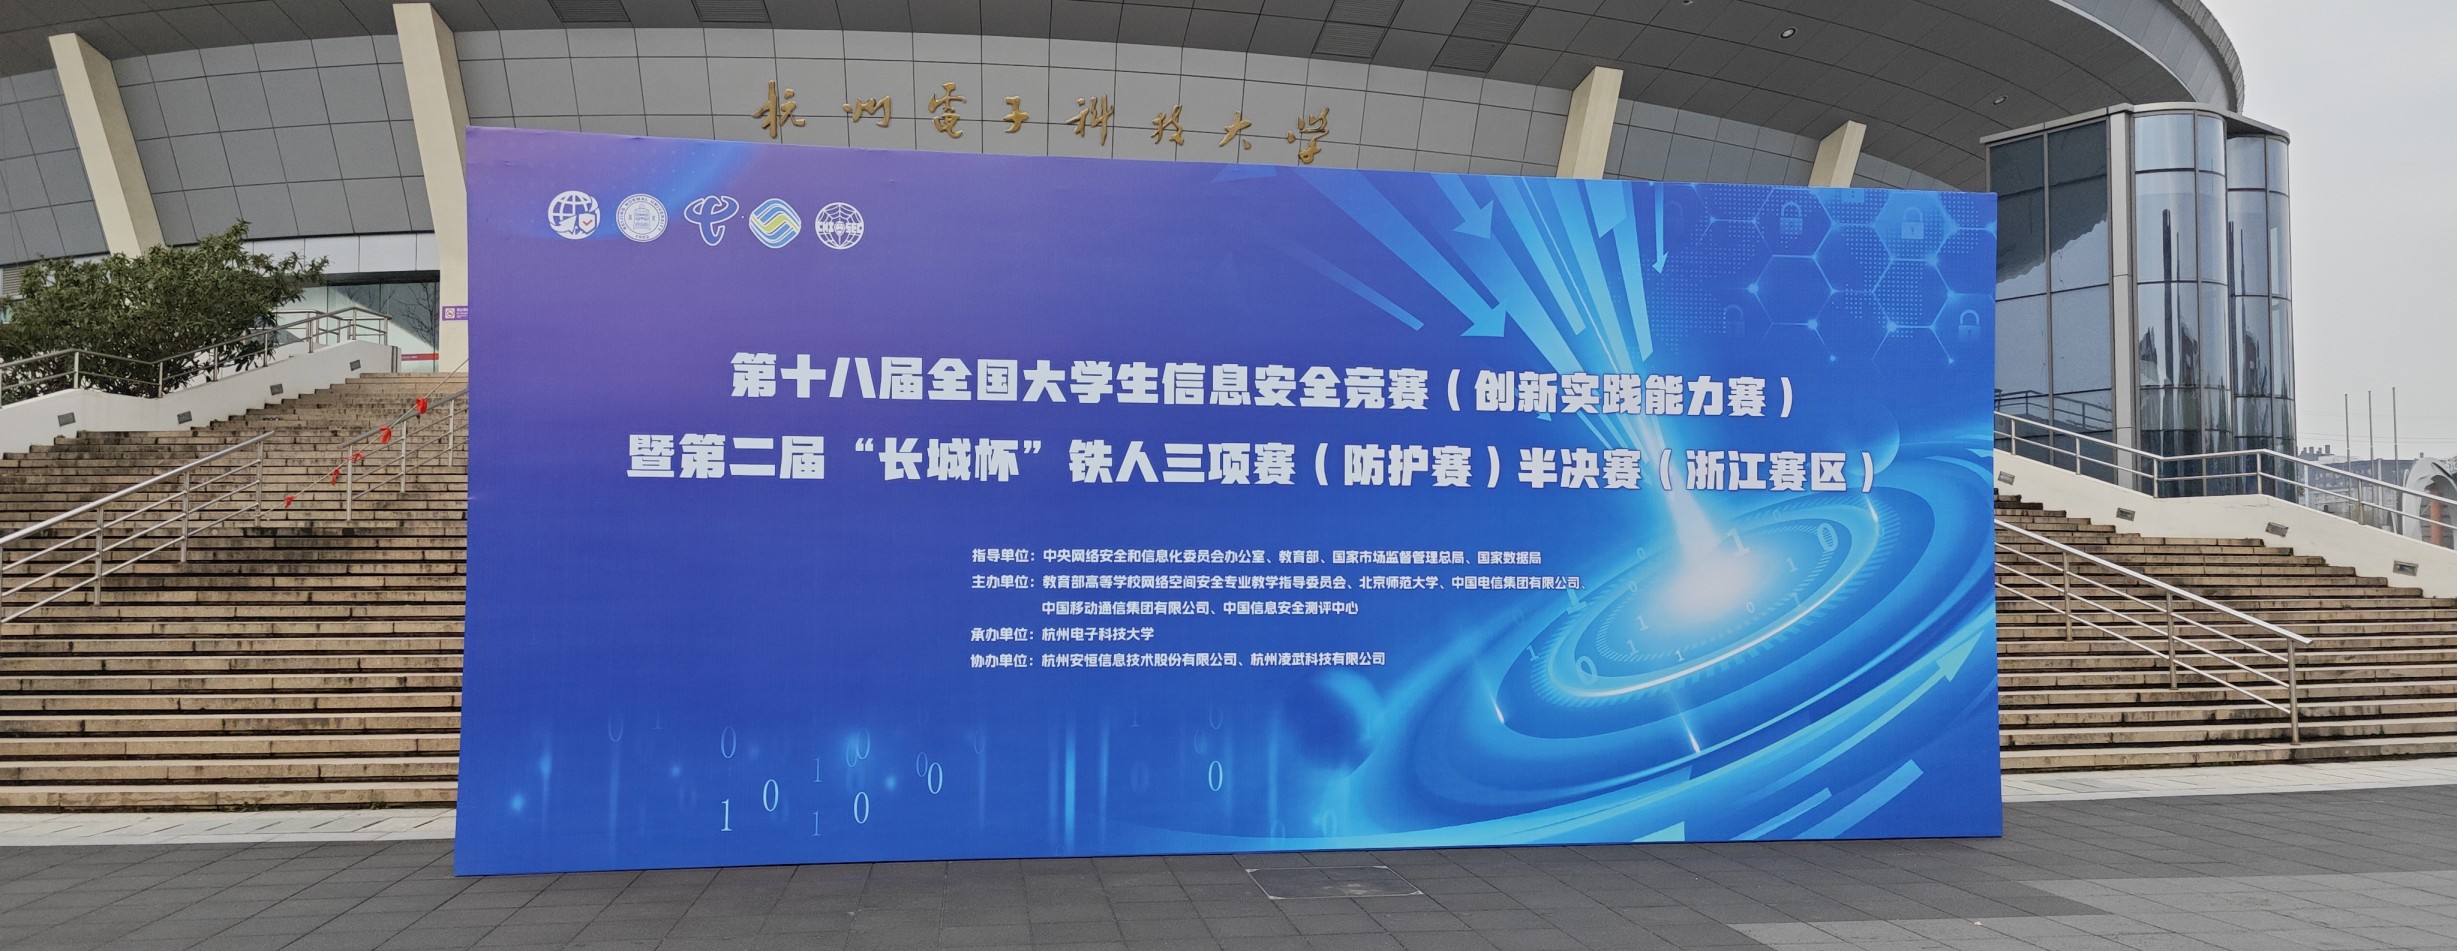 杭州電子科技大学
第十八届全国大学生信息安全竞赛（创新实践能力赛）
暨第二届“长城杯”铁人三项赛（防护赛）半决赛（浙江赛区）
指导单位：中央网络安全和信息化委员会办公室、教育部、国家市场监督管理总局、国家数据局
主办单位：教育部高等学校网络空间安全专业教学指导委员会、北京师范大学、中国电信集团有限公司、
中国移动通信集团有限公司、中国信息安全测评中心
承办单位：杭州电子科技大学
协办单位：杭州安恒信息技术股份有限公司、杭州凌武科技有限公司